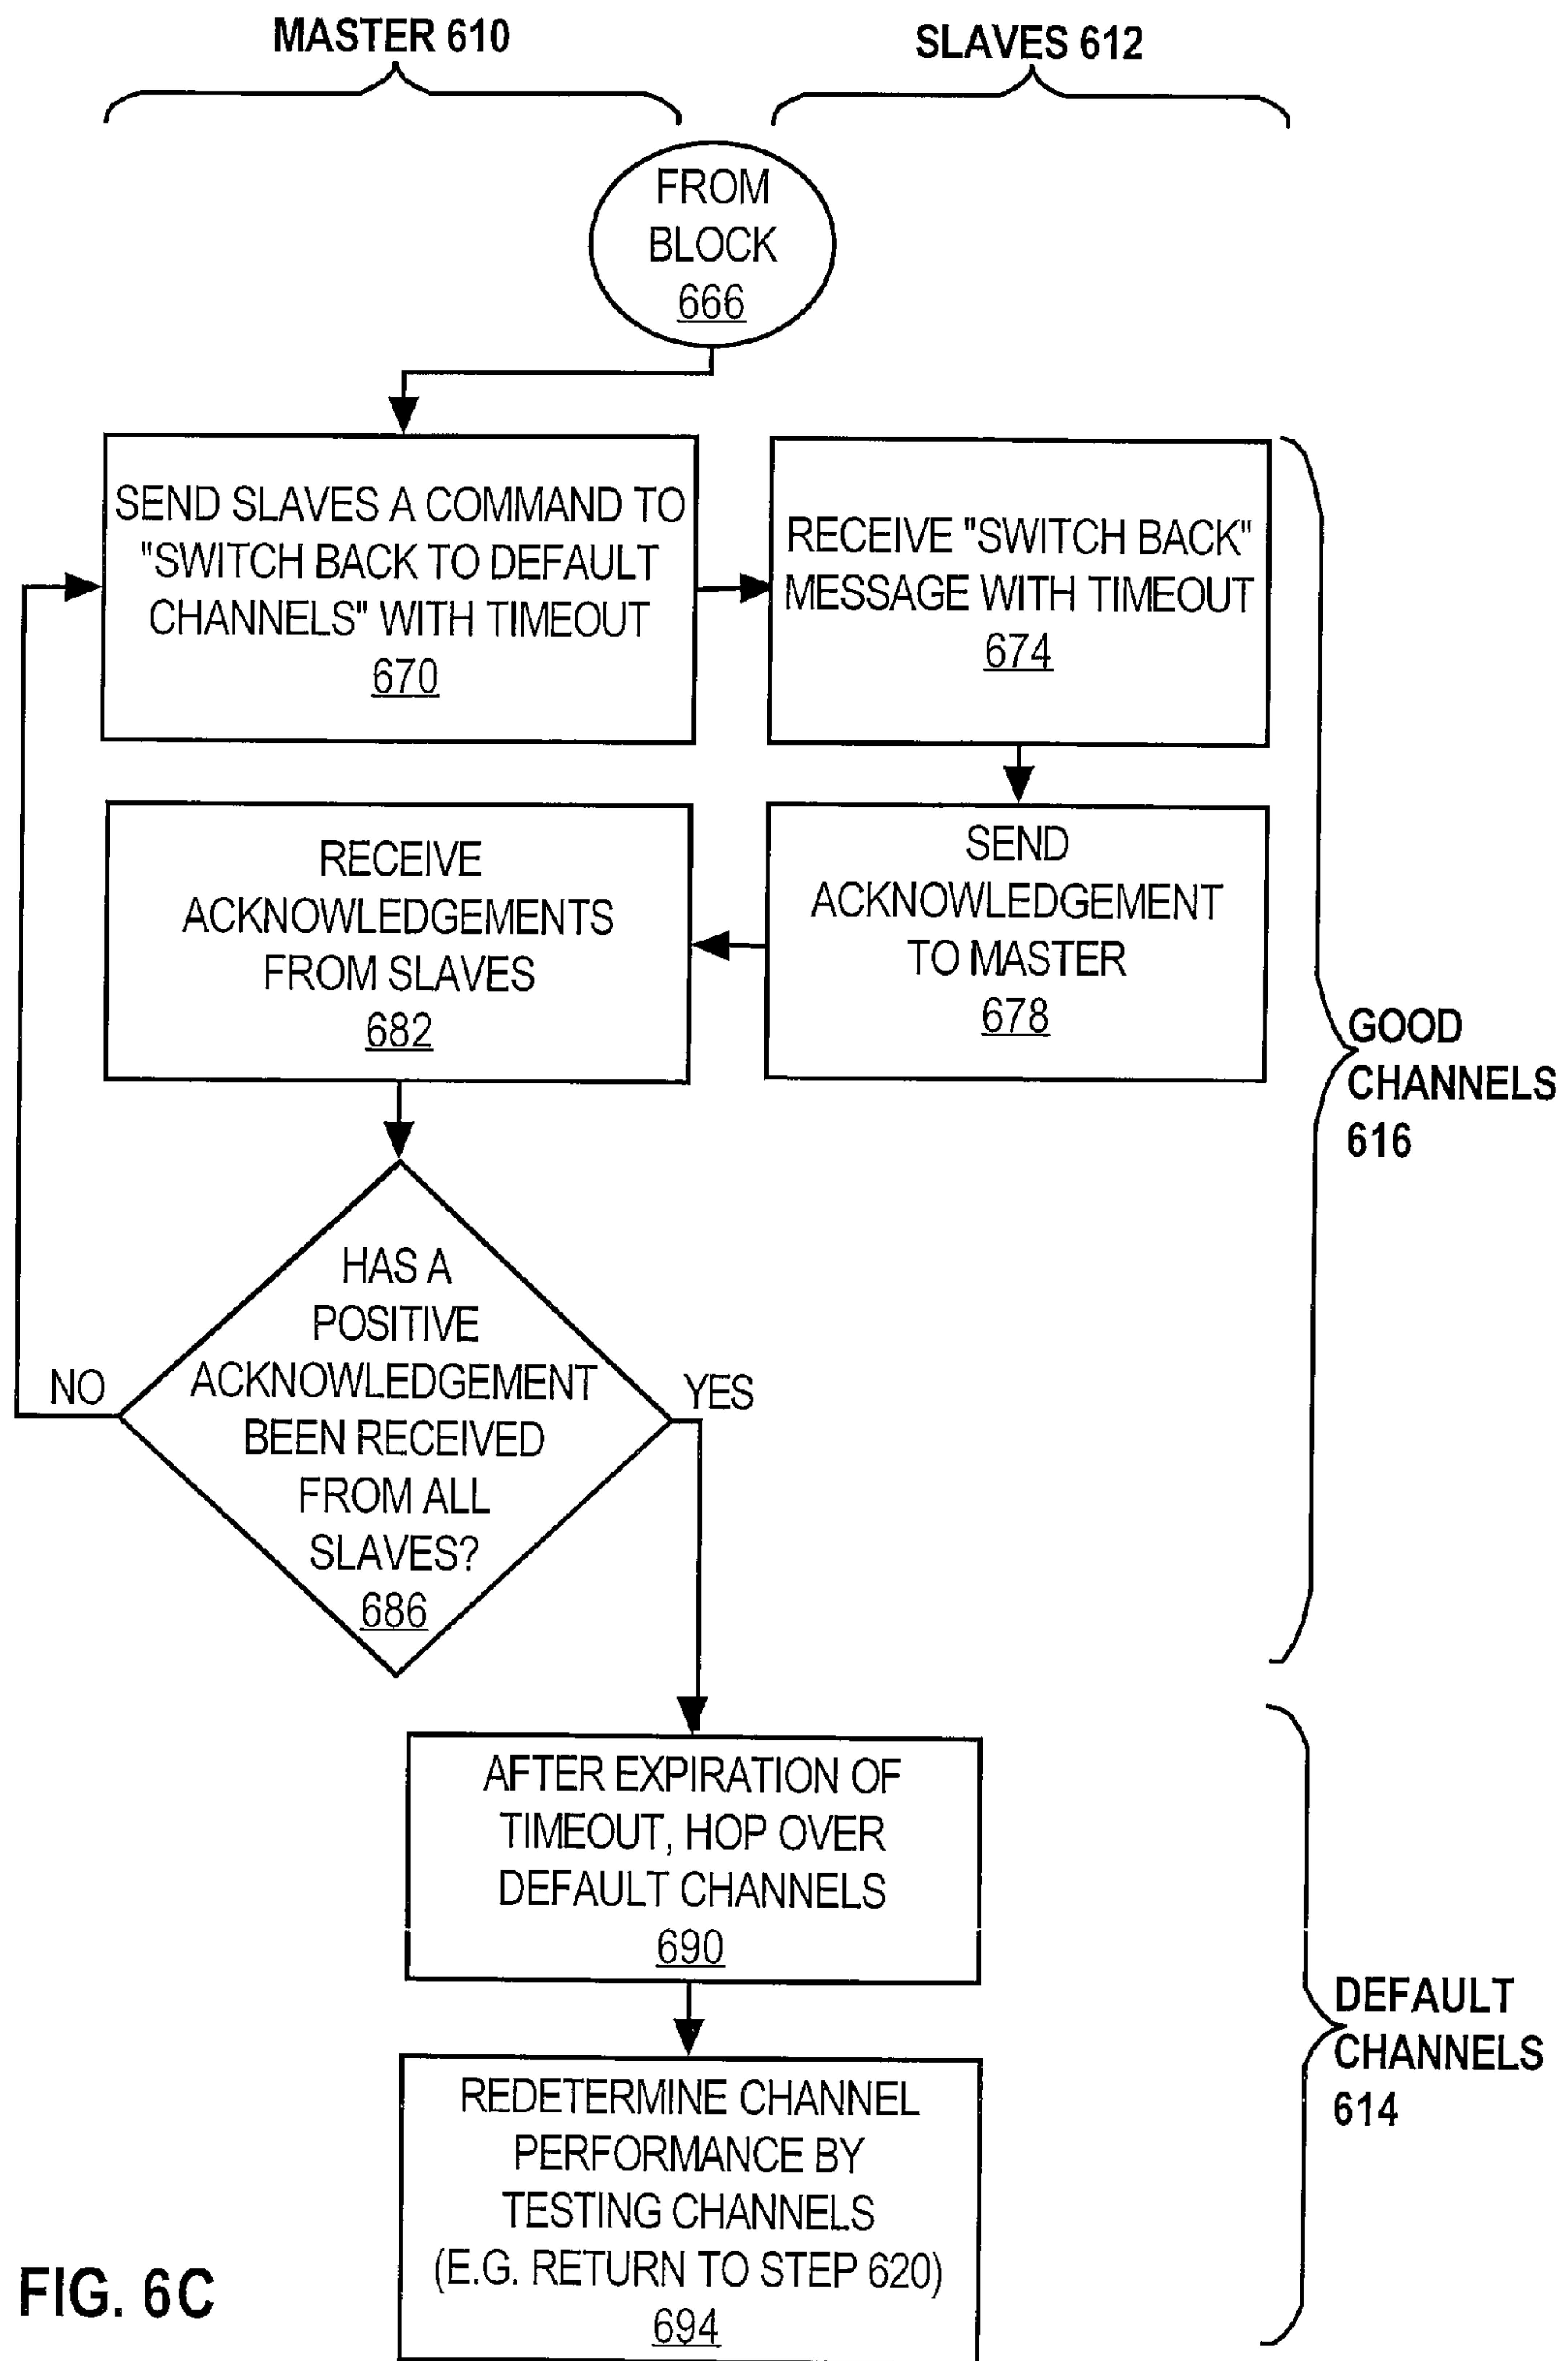 MASTER 610
SLAVES 612
FROM
BLOCK
666
SEND SLAVES A COMMAND TO
"SWITCH BACK TO DEFAULT
CHANNELS" WITH TIMEOUT
670
RECEIVE "SWITCH BACK"
MESSAGE WITH TIMEOUT
674
RECEIVE
ACKNOWLEDGEMENTS
FROM SLAVES
682
SEND
ACKNOWLEDGEMENT
TO MASTER
678
GOOD
CHANNELS
616
HAS A
POSITIVE
ACKNOWLEDGEMENT
BEEN RECEIVED
FROM ALL
SLAVES?
686
NO
YES
AFTER EXPIRATION OF
TIMEOUT, HOP OVER
DEFAULT CHANNELS
690
DEFAULT
CHANNELS
614
REDETERMINE CHANNEL
PERFORMANCE BY
TESTING CHANNELS
(E.G. RETURN TO STEP 620)
694
FIG. 6C